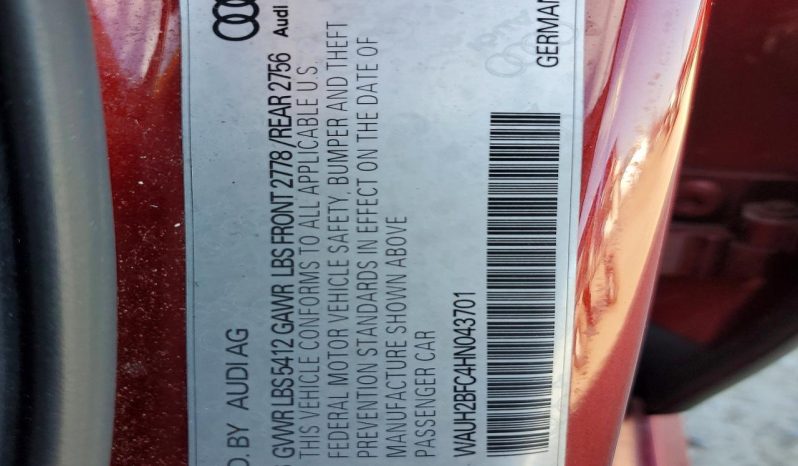 D. BY AUDI AG Audi
GVWR LBS 5412 GAWR LBS FRONT 2778 / REAR 2756
THIS VEHICLE CONFORMS TO ALL APPLICABLE U.S.
FEDERAL MOTOR VEHICLE SAFETY, BUMPER AND THEFT
PREVENTION STANDARDS IN EFFECT ON THE DATE OF
MANUFACTURE SHOWN ABOVE
PASSENGER CAR
WAUH2BFC4HN043701
GERMAN